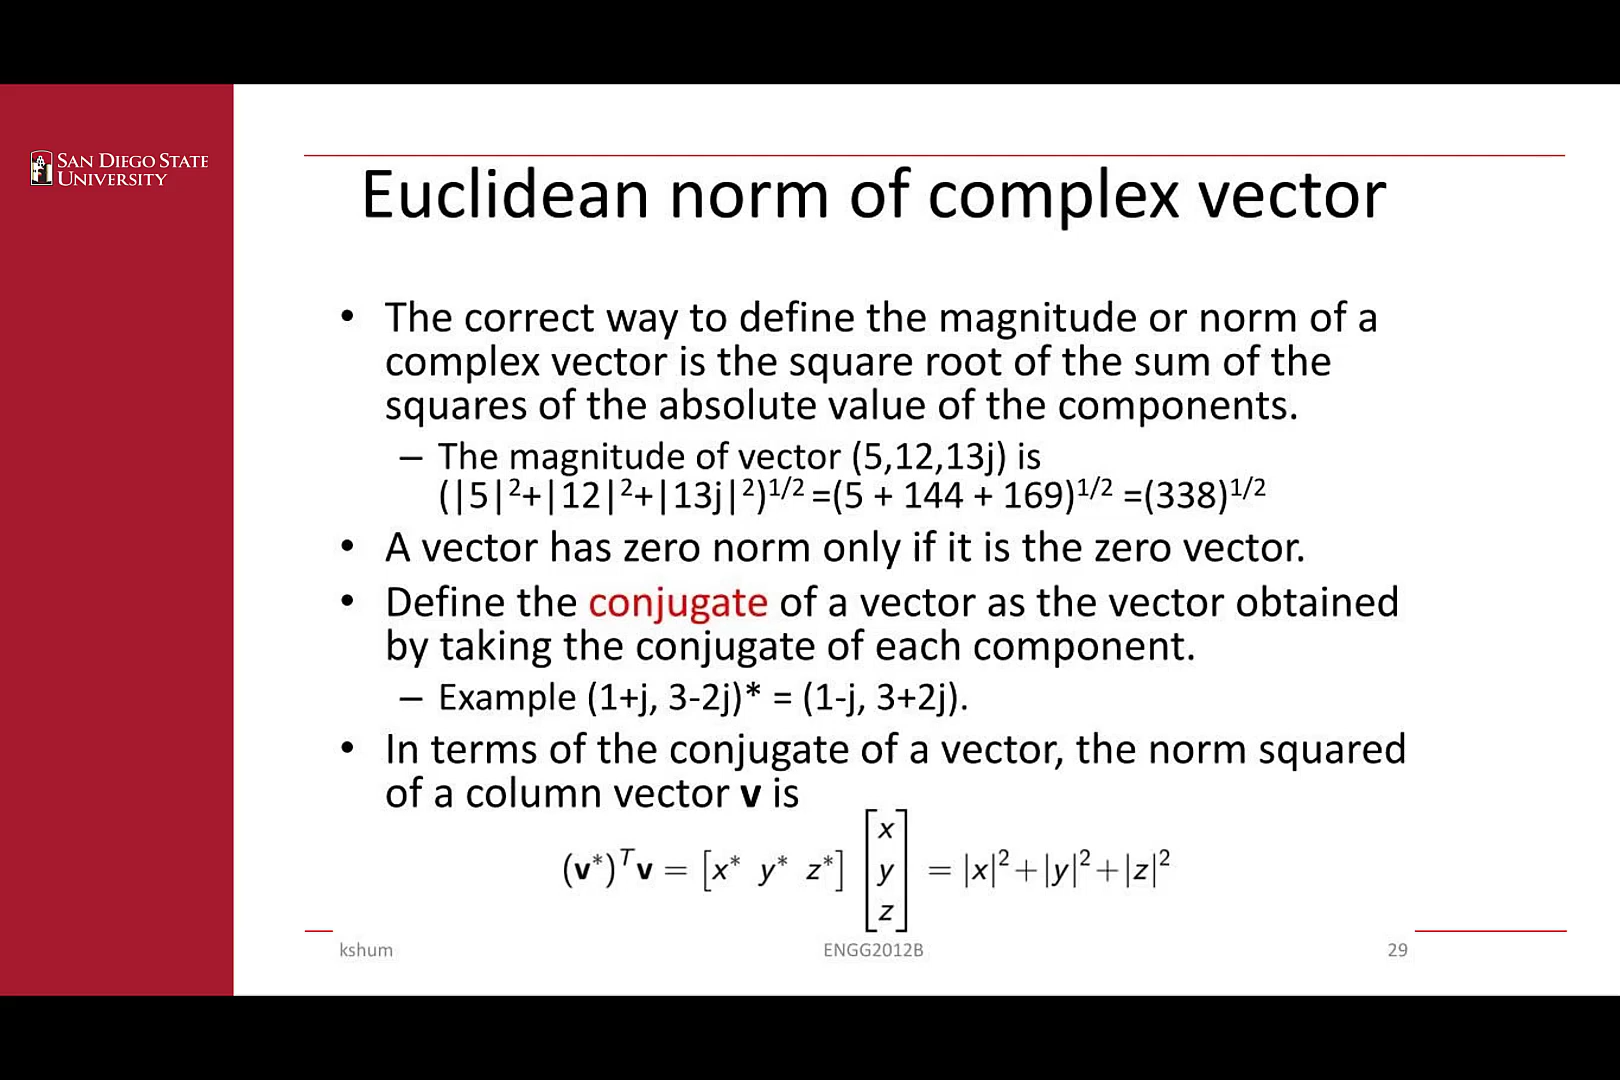 SAN DIEGO STATE
UNIVERSITY
Euclidean norm of complex vector
• The correct way to define the magnitude or norm of a
complex vector is the square root of the sum of the
squares of the absolute value of the components.
– The magnitude of vector (5,12,13j) is
(|5|²+|12|²+|13j|²)¹/² =(5 + 144 + 169)¹/² =(338)¹/²
• A vector has zero norm only if it is the zero vector.
• Define the conjugate of a vector as the vector obtained
by taking the conjugate of each component.
– Example (1+j, 3-2j)* = (1-j, 3+2j).
• In terms of the conjugate of a vector, the norm squared
of a column vector v is
(v*)ᵀv = [x* y* z*] [x y z] = |x|²+|y|²+|z|²
kshum ENGG2012B 29